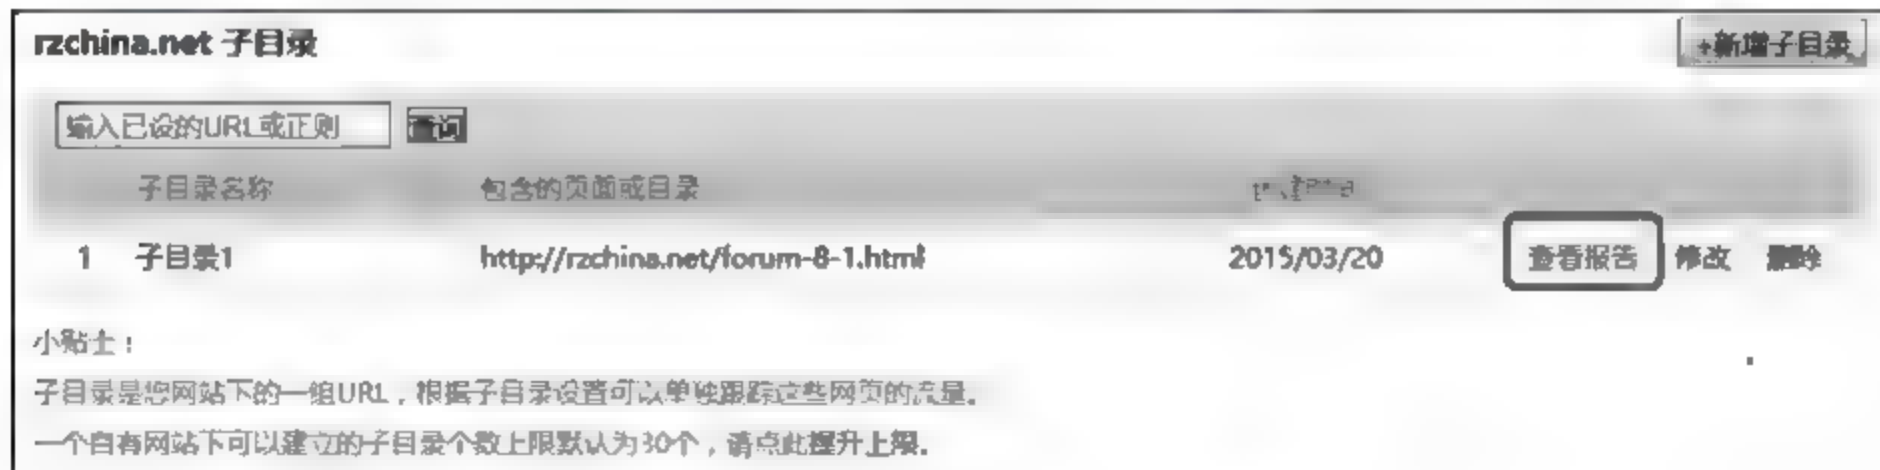 rzchina.net 子目录
+新增子目录
输入已设的URL或正则 查询
子目录名称 包含的页面或目录
1 子目录1 http://rzchina.net/forum-8-1.html 2015/03/20 查看报告 修改 删除
小贴士：
子目录是您网站下的一组URL，根据子目录设置可以单独跟踪这些网页的流量。
一个自有网站下可以建立的子目录个数上限默认为30个，请点此提升上限。